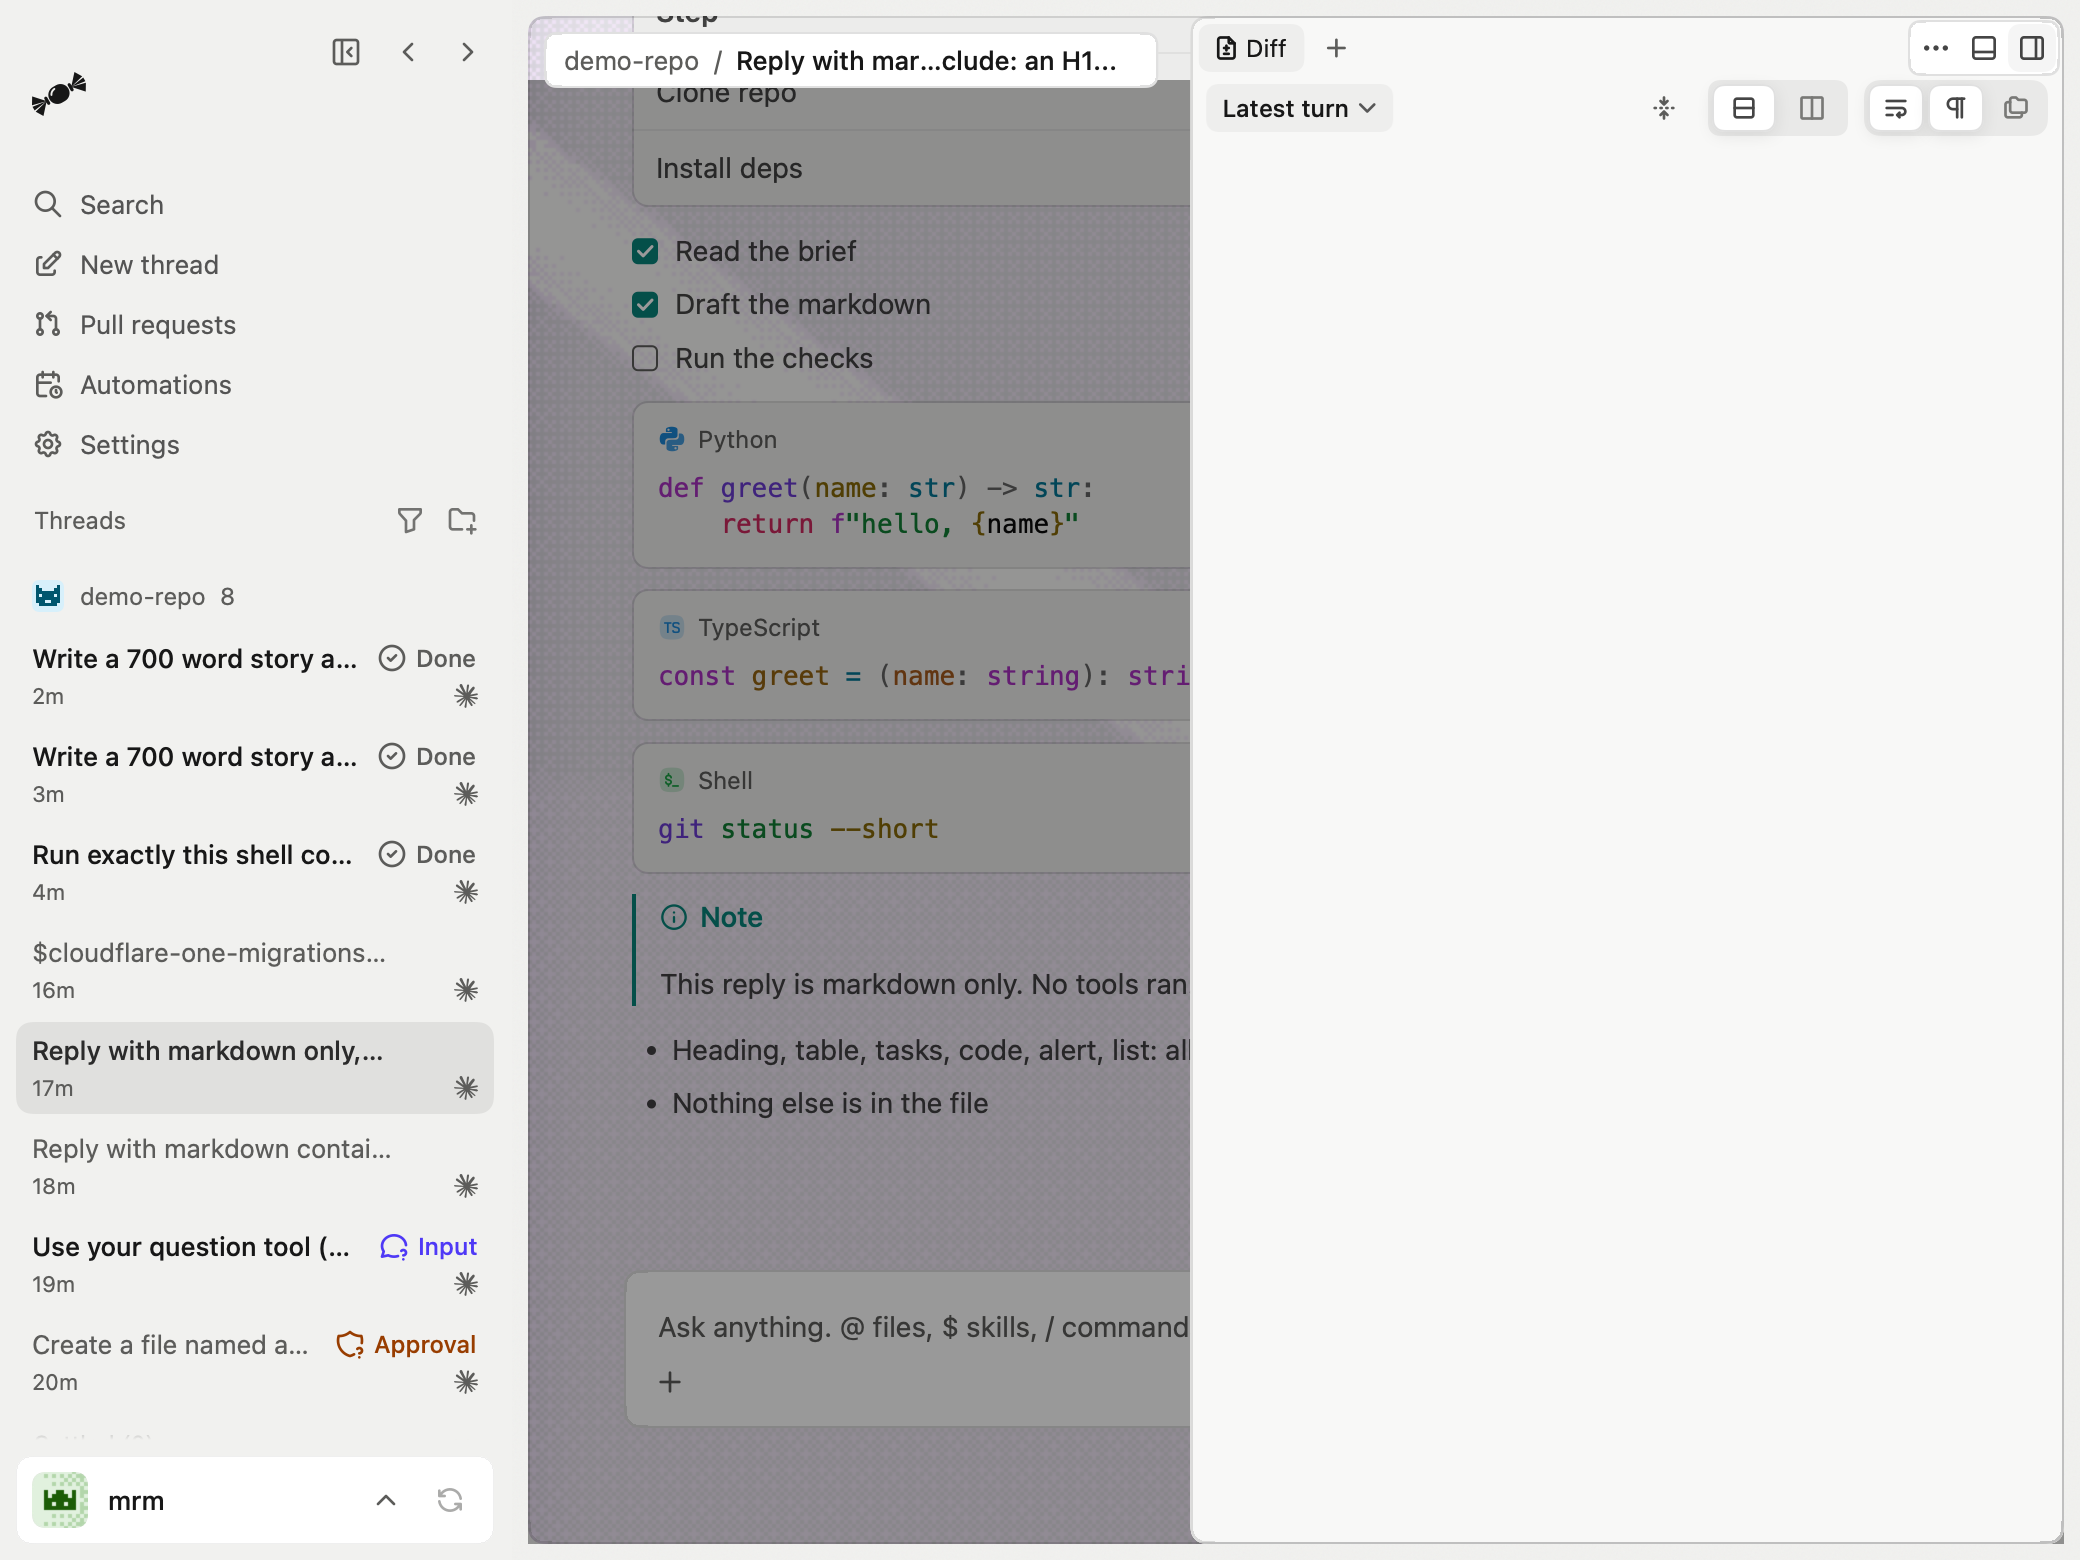 Search
New thread
Pull requests
Automations
Settings
Threads
demo-repo 8
Write a 700 word story a... Done
2m
Write a 700 word story a... Done
3m
Run exactly this shell co... Done
4m
$cloudflare-one-migrations...
16m
Reply with markdown only,...
17m
Reply with markdown contai...
18m
Use your question tool (... Input
19m
Create a file named a... Approval
20m
mrm
Step
demo-repo / Reply with mar...clude: an H1...
Clone repo
Install deps
Read the brief
Draft the markdown
Run the checks
Python
def greet(name: str) -> str:
return f"hello, {name}"
TS TypeScript
const greet = (name: string): stri
$_ Shell
git status --short
Note
This reply is markdown only. No tools ran
• Heading, table, tasks, code, alert, list: all
• Nothing else is in the file
Ask anything. @ files, $ skills, / command
Diff
Latest turn